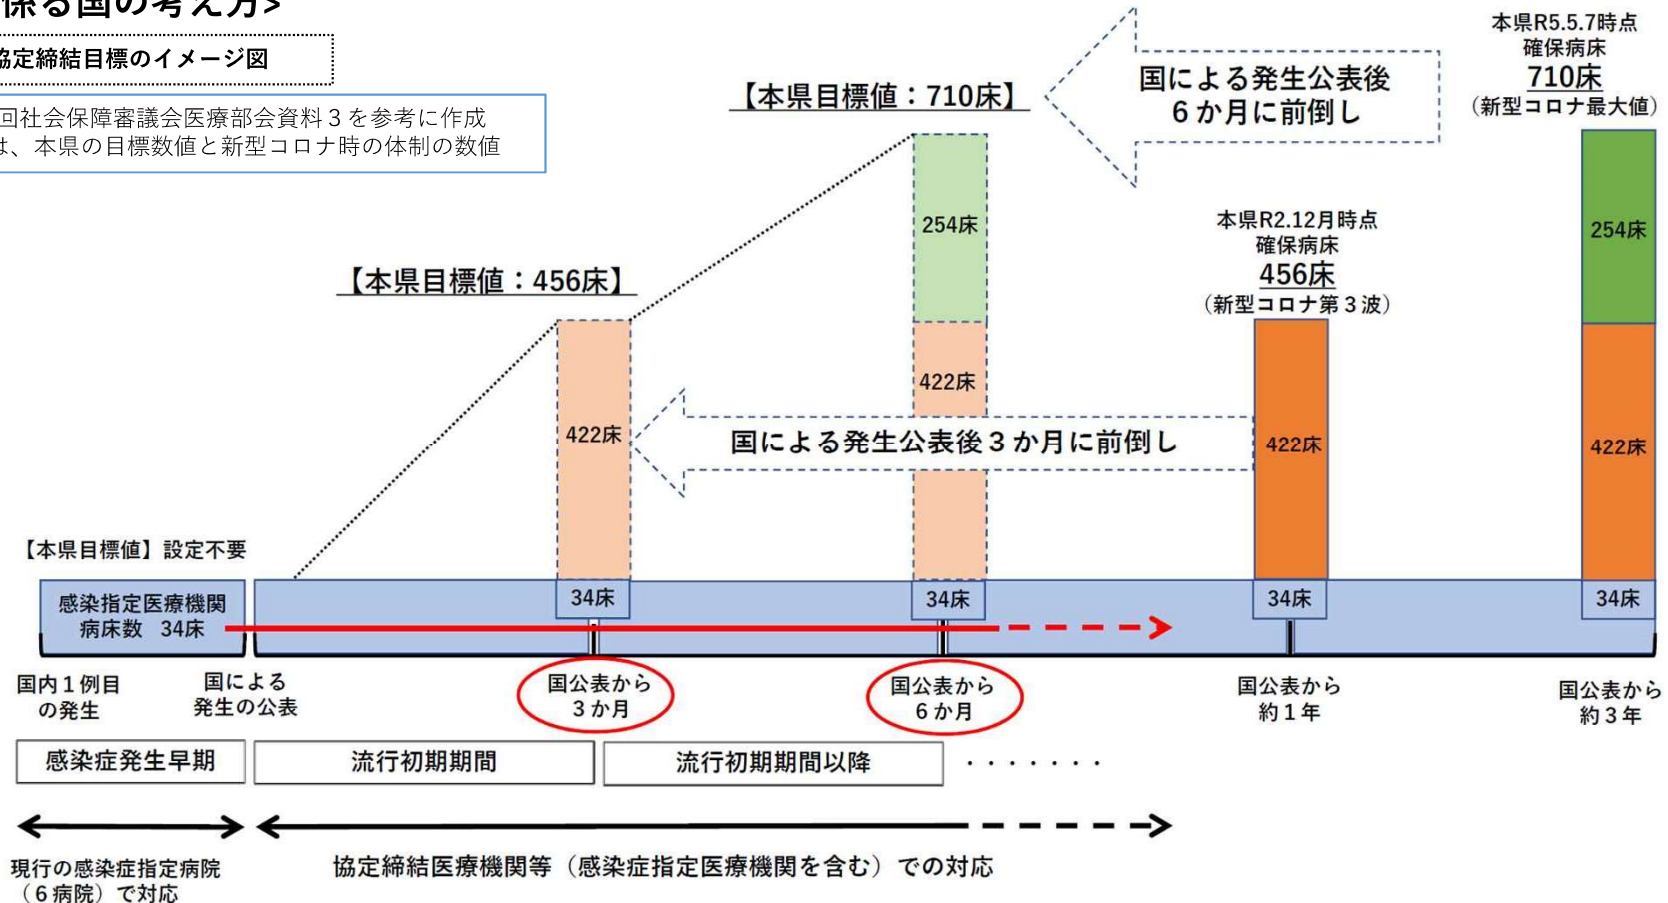 係る国の考え方>
協定締結目標のイメージ図
回社会保障審議会医療部会資料３を参考に作成
は、本県の目標数値と新型コロナ時の体制の数値
【本県目標値：710床】
国による発生公表後
６か月に前倒し
本県R5.5.7時点
確保病床
710床
（新型コロナ最大値）
254床
254床
本県R2.12月時点
確保病床
456床
（新型コロナ第３波）
【本県目標値：456床】
422床
422床
国による発生公表後３か月に前倒し
422床
422床
【本県目標値】設定不要
感染指定医療機関
病床数　34床
34床
34床
34床
34床
国内１例目
の発生
国による
発生の公表
国公表から
３か月
国公表から
６か月
国公表から
約１年
国公表から
約３年
感染症発生早期
流行初期期間
流行初期期間以降
・・・・・・・
現行の感染症指定病院
（６病院）で対応
協定締結医療機関等（感染症指定医療機関を含む）での対応